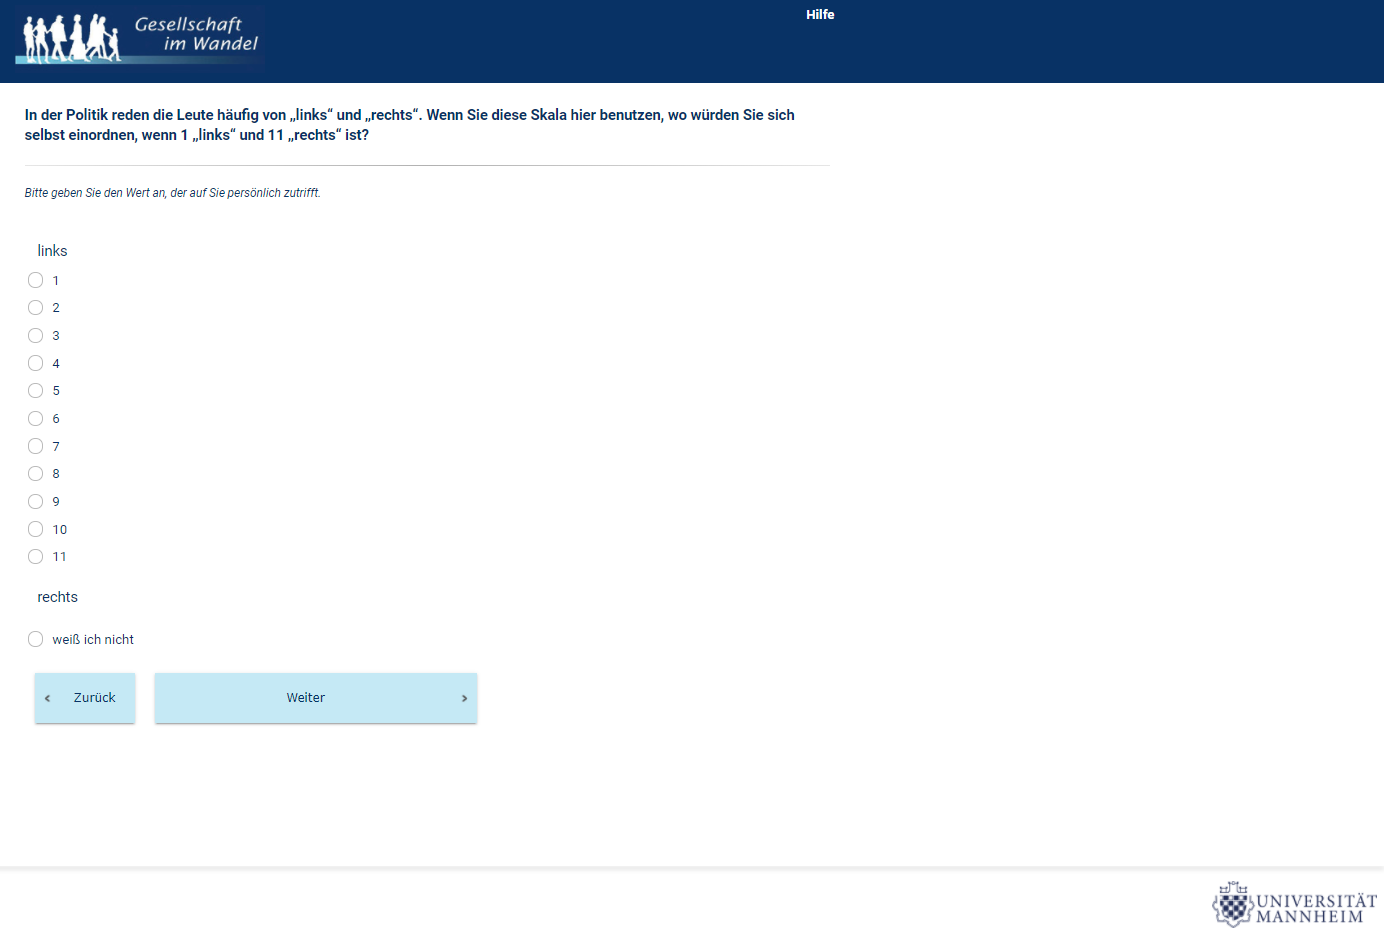 Gesellschaft
im Wandel
Hilfe
In der Politik reden die Leute häufig von „links“ und „rechts“. Wenn Sie diese Skala hier benutzen, wo würden Sie sich
selbst einordnen, wenn 1 „links“ und 11 „rechts“ ist?
Bitte geben Sie den Wert an, der auf Sie persönlich zutrifft.
links
1
2
3
4
5
6
7
8
9
10
11
rechts
weiß ich nicht
Zurück
Weiter
UNIVERSITÄT
MANNHEIM